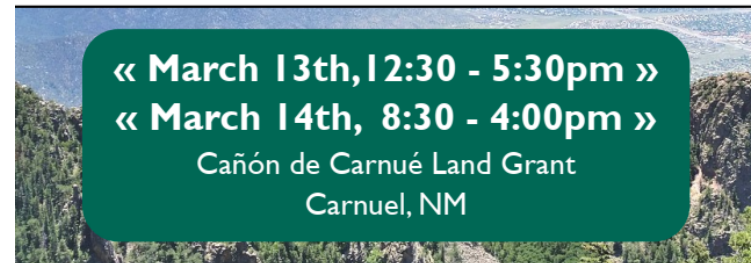 « March 13th,12:30 - 5:30pm »
« March 14th, 8:30 - 4:00pm »
Cañón de Carnué Land Grant
Carnuel, NM